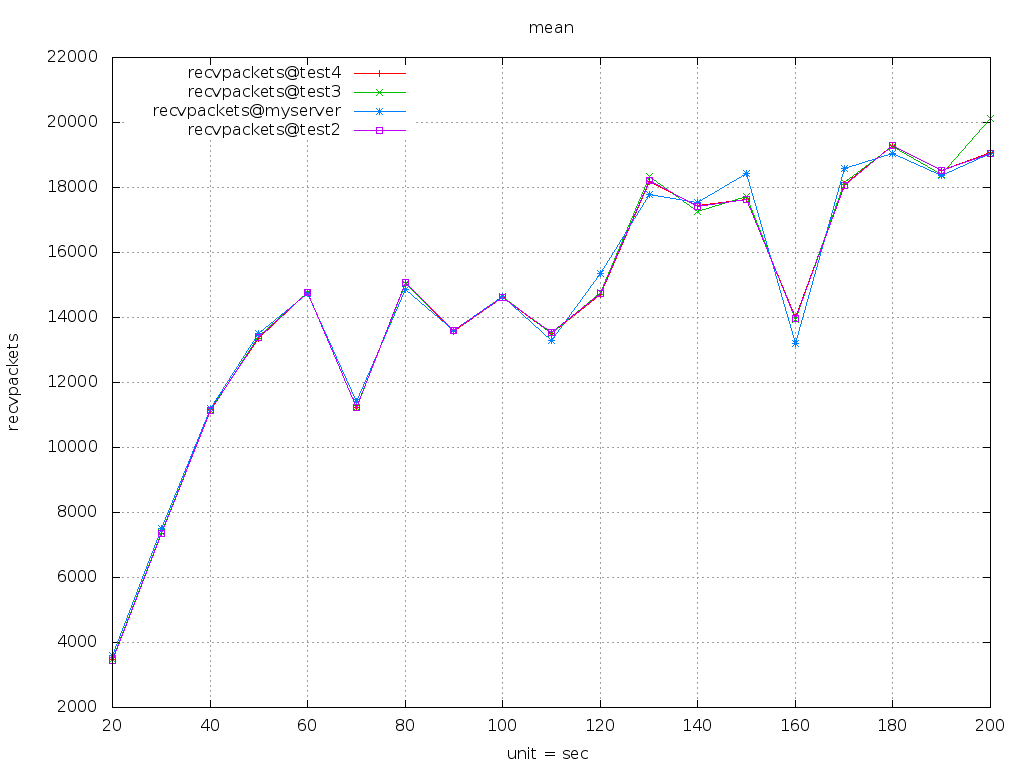 mean
22000
20000
18000
16000
14000
12000
10000
8000
6000
4000
2000
recvpackets
recvpackets@test4
recvpackets@test3
recvpackets@myserver
recvpackets@test2
20 40 60 80 100 120 140 160 180 200
unit = sec